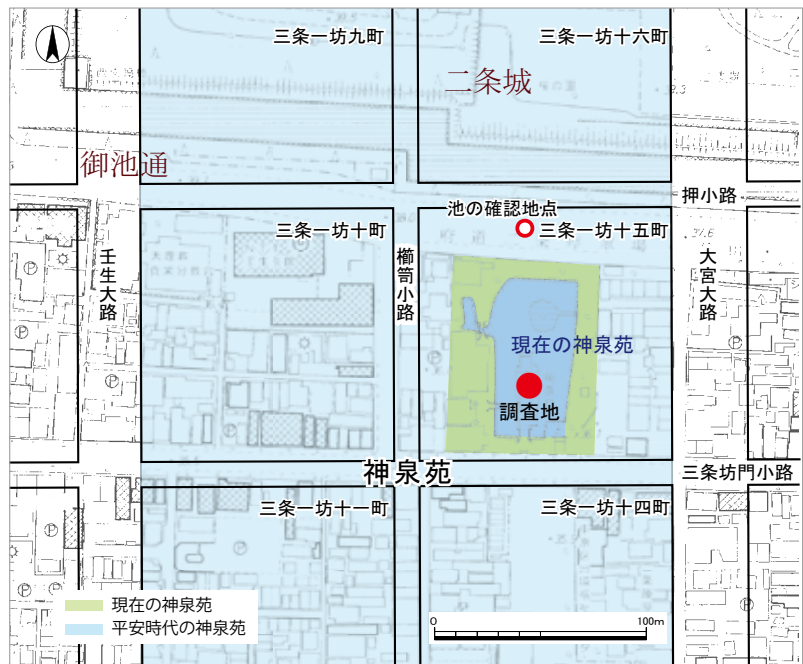 三条一坊九町
三条一坊十六町
二条城
御池通
押小路
池の確認地点
三条一坊十町
三条一坊十五町
壬生大路
櫛笥小路
大宮大路
現在の神泉苑
調査地
神泉苑
三条坊門小路
三条一坊十一町
三条一坊十四町
現在の神泉苑
平安時代の神泉苑
0 100m